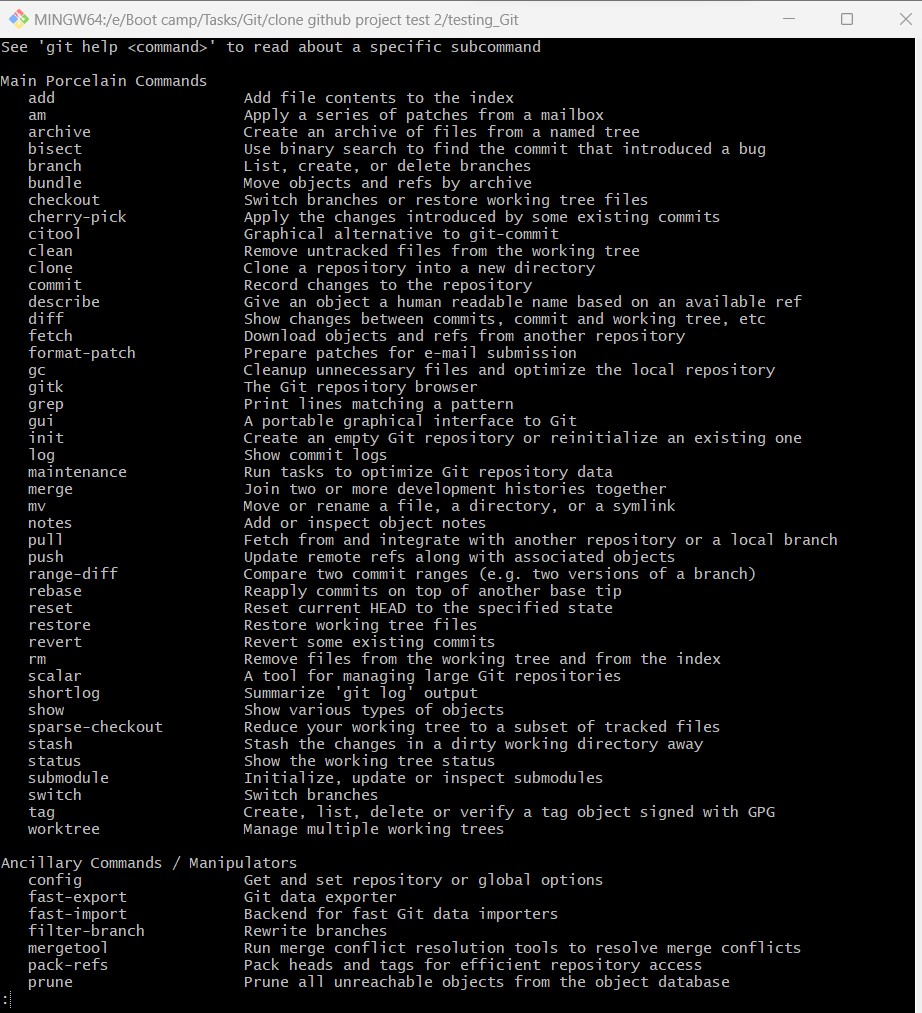 MINGW64:/e/Boot camp/Tasks/Git/clone github project test 2/testing_Git
See 'git help <command>' to read about a specific subcommand
Main Porcelain Commands
add Add file contents to the index
am Apply a series of patches from a mailbox
archive Create an archive of files from a named tree
bisect Use binary search to find the commit that introduced a bug
branch List, create, or delete branches
bundle Move objects and refs by archive
checkout Switch branches or restore working tree files
cherry-pick Apply the changes introduced by some existing commits
citool Graphical alternative to git-commit
clean Remove untracked files from the working tree
clone Clone a repository into a new directory
commit Record changes to the repository
describe Give an object a human readable name based on an available ref
diff Show changes between commits, commit and working tree, etc
fetch Download objects and refs from another repository
format-patch Prepare patches for e-mail submission
gc Cleanup unnecessary files and optimize the local repository
gitk The Git repository browser
grep Print lines matching a pattern
gui A portable graphical interface to Git
init Create an empty Git repository or reinitialize an existing one
log Show commit logs
maintenance Run tasks to optimize Git repository data
merge Join two or more development histories together
mv Move or rename a file, a directory, or a symlink
notes Add or inspect object notes
pull Fetch from and integrate with another repository or a local branch
push Update remote refs along with associated objects
range-diff Compare two commit ranges (e.g. two versions of a branch)
rebase Reapply commits on top of another base tip
reset Reset current HEAD to the specified state
restore Restore working tree files
revert Revert some existing commits
rm Remove files from the working tree and from the index
scalar A tool for managing large Git repositories
shortlog Summarize 'git log' output
show Show various types of objects
sparse-checkout Reduce your working tree to a subset of tracked files
stash Stash the changes in a dirty working directory away
status Show the working tree status
submodule Initialize, update or inspect submodules
switch Switch branches
tag Create, list, delete or verify a tag object signed with GPG
worktree Manage multiple working trees
Ancillary Commands / Manipulators
config Get and set repository or global options
fast-export Git data exporter
fast-import Backend for fast Git data importers
filter-branch Rewrite branches
mergetool Run merge conflict resolution tools to resolve merge conflicts
pack-refs Pack heads and tags for efficient repository access
prune Prune all unreachable objects from the object database
: